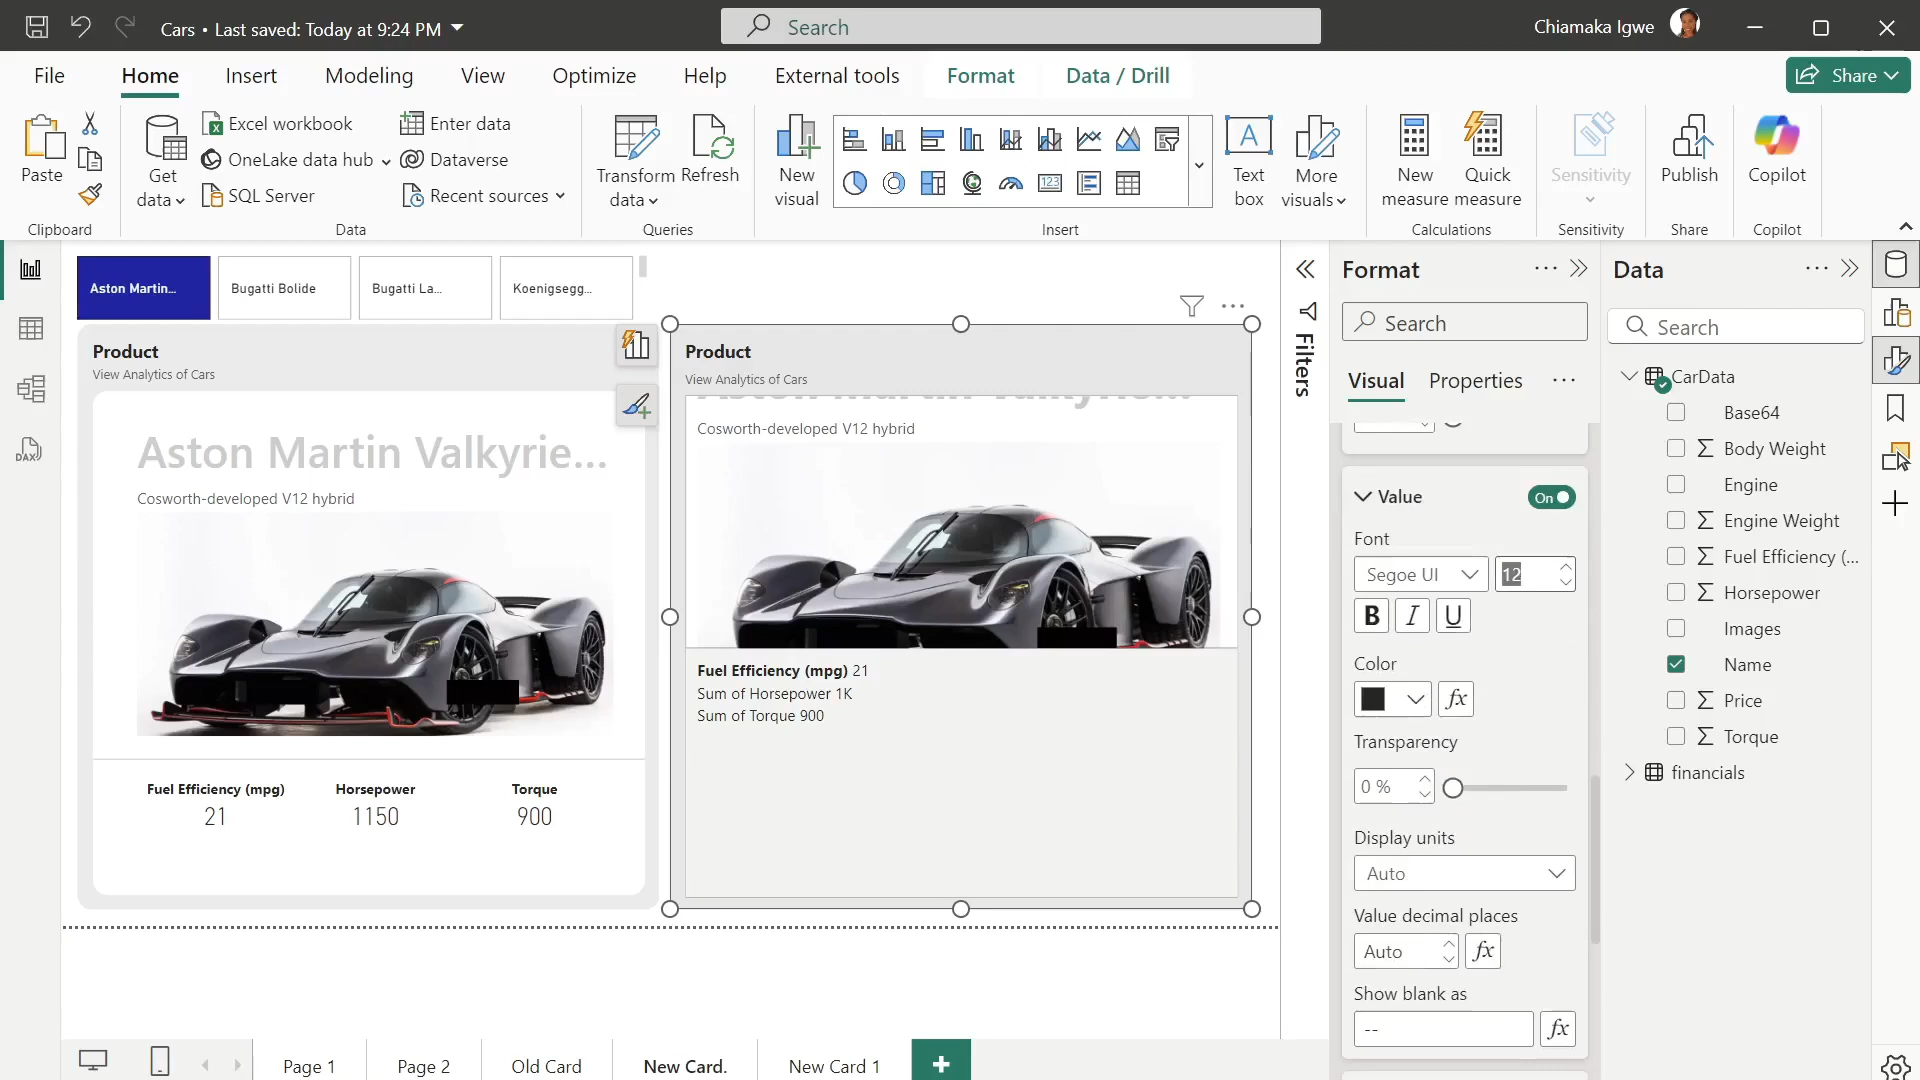 Cars • Last saved: Today at 9:24 PM
Search
Chiamaka Igwe
File
Home
Insert
Modeling
View
Optimize
Help
External tools
Format
Data / Drill
Share
Paste
Get data
Excel workbook
OneLake data hub
SQL Server
Enter data
Dataverse
Recent sources
Transform data
Refresh
New visual
123
A
Text box
More visuals
New measure
Quick measure
Sensitivity
Publish
Copilot
Clipboard
Data
Queries
Insert
Calculations
Sensitivity
Share
Copilot
DAX
Aston Martin...
Bugatti Bolide
Bugatti La...
Koenigsegg...
Product
View Analytics of Cars
Aston Martin Valkyrie...
Cosworth-developed V12 hybrid
Fuel Efficiency (mpg)
Horsepower
Torque
21
1150
900
Product
View Analytics of Cars
Aston Martin Valkyrie...
Cosworth-developed V12 hybrid
Fuel Efficiency (mpg) 21
Sum of Horsepower 1K
Sum of Torque 900
Filters
Format
Search
Visual
Properties
Value
On
Font
Segoe UI
12
B
I
U
Color
fx
Transparency
0 %
Display units
Auto
Value decimal places
Auto
fx
Show blank as
--
fx
Data
Search
CarData
Base64
Σ Body Weight
Engine
Σ Engine Weight
Σ Fuel Efficiency (...
Σ Horsepower
Images
Name
Σ Price
Σ Torque
financials
Page 1
Page 2
Old Card
New Card.
New Card 1
+